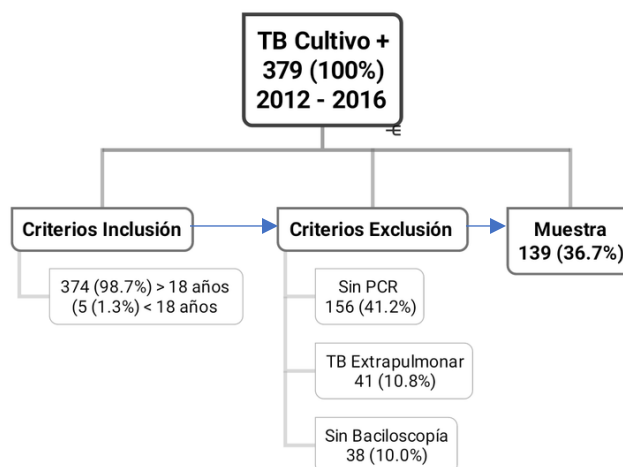 TB Cultivo +
379 (100%)
2012 - 2016
Criterios Inclusión
Criterios Exclusión
Muestra
139 (36.7%)
374 (98.7%) > 18 años
(5 (1.3%) < 18 años
Sin PCR
156 (41.2%)
TB Extrapulmonar
41 (10.8%)
Sin Baciloscopía
38 (10.0%)